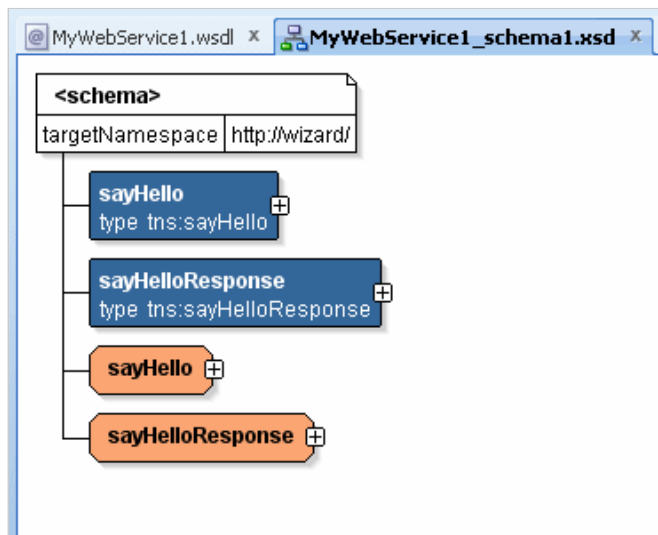 MyWebService1.wsdl x MyWebService1_schema1.xsd x
<schema>
targetNamespace http://wizard/
sayHello
type tns:sayHello
sayHelloResponse
type tns:sayHelloResponse
sayHello
sayHelloResponse